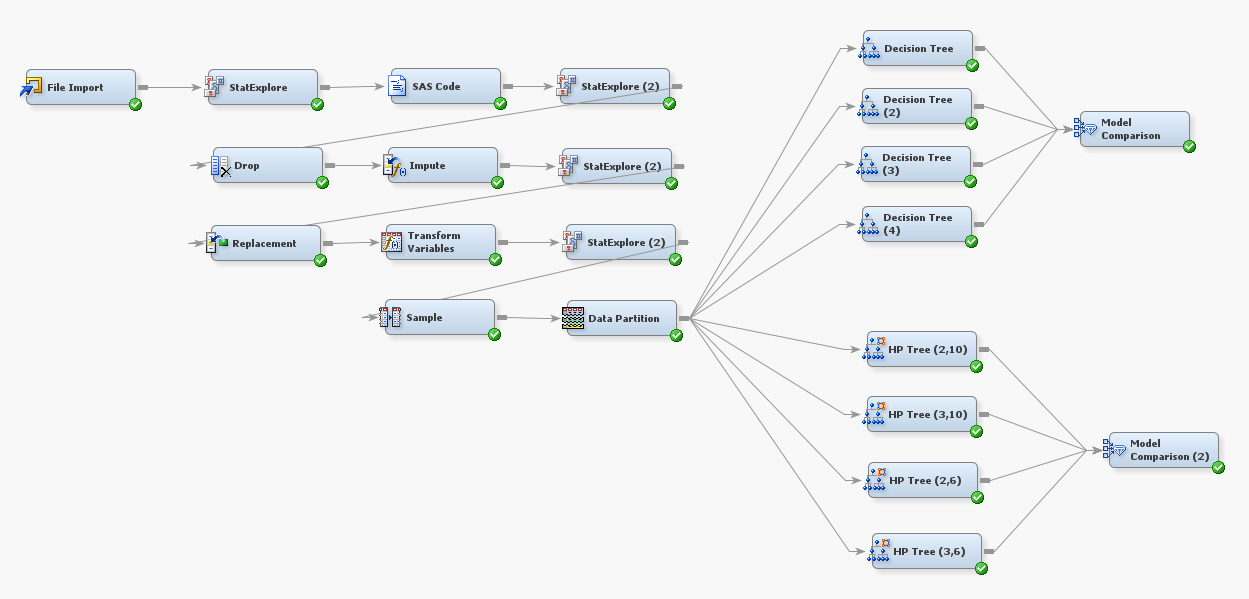 File Import
StatExplore
SAS Code
StatExplore (2)
Drop
Impute
StatExplore (2)
Replacement
Transform
Variables
StatExplore (2)
Sample
Data Partition
Decision Tree
Decision Tree
(2)
Decision Tree
(3)
Decision Tree
(4)
Model
Comparison
HP Tree (2,10)
HP Tree (3,10)
HP Tree (2,6)
HP Tree (3,6)
Model
Comparison (2)